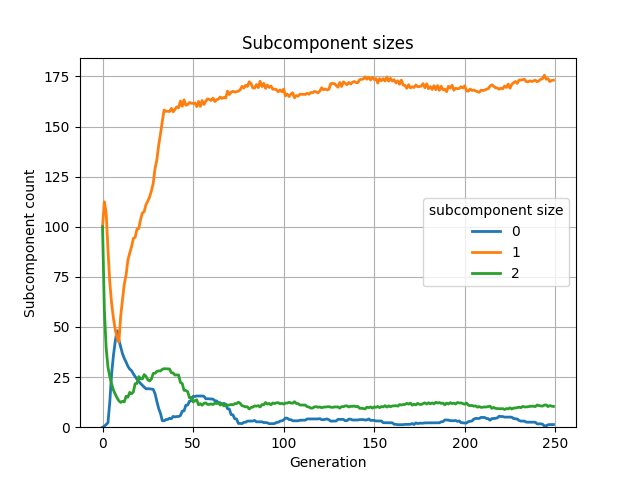 Subcomponent sizes
175
150
125
100
75
50
25
0
Subcomponent count
subcomponent size
0
1
2
0 50 100 150 200 250
Generation